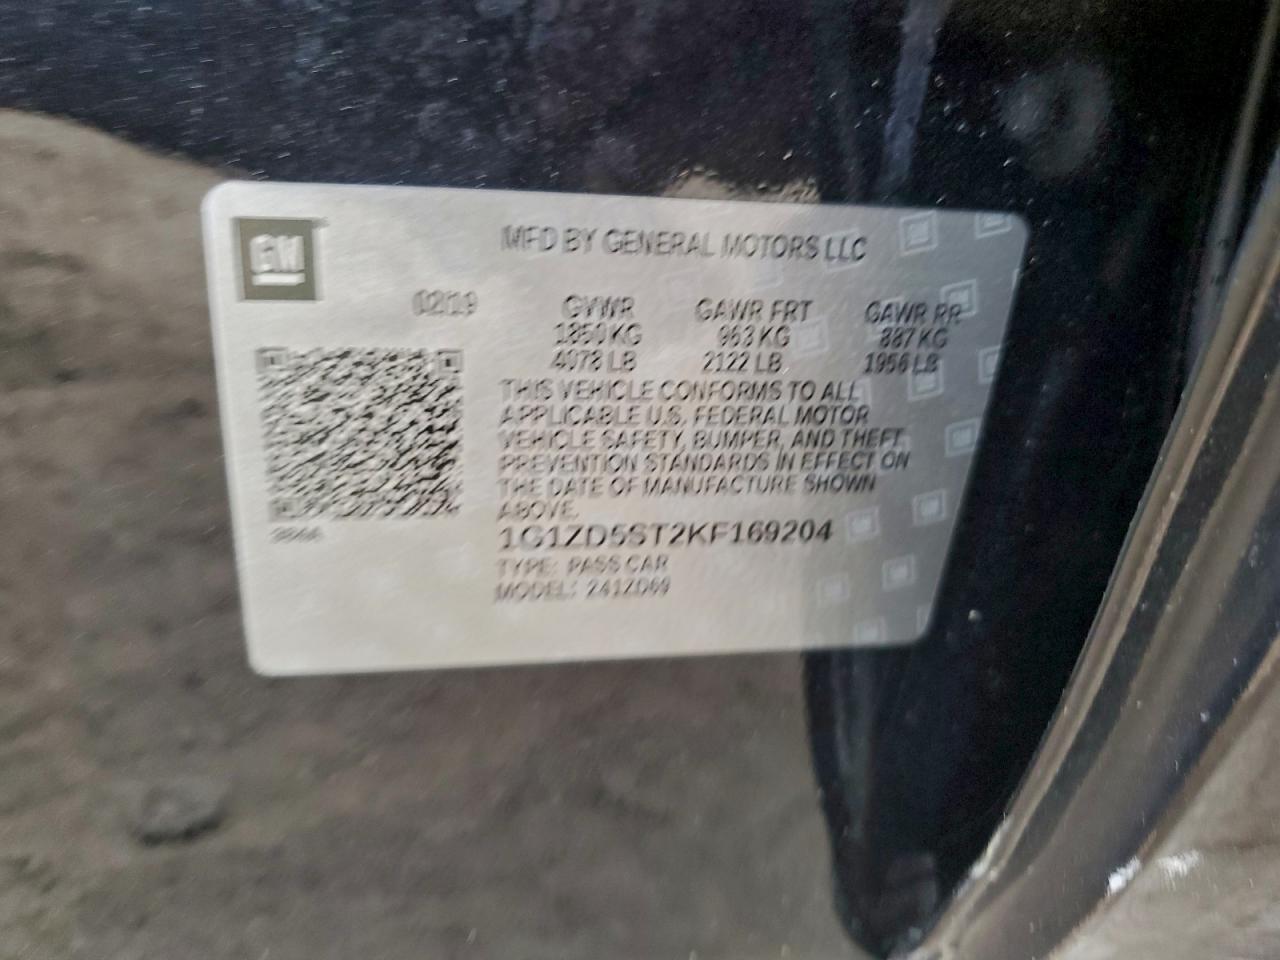 GM
MFD BY GENERAL MOTORS LLC
02/19 GVWR GAWR FRT GAWR RR
1850 KG 963 KG 887 KG
4078 LB 2122 LB 1956 LB
THIS VEHICLE CONFORMS TO ALL
APPLICABLE U.S. FEDERAL MOTOR
VEHICLE SAFETY, BUMPER, AND THEFT
PREVENTION STANDARDS IN EFFECT ON
THE DATE OF MANUFACTURE SHOWN
ABOVE.
1G1ZD5ST2KF169204
TYPE: PASS CAR
MODEL: 241ZD69